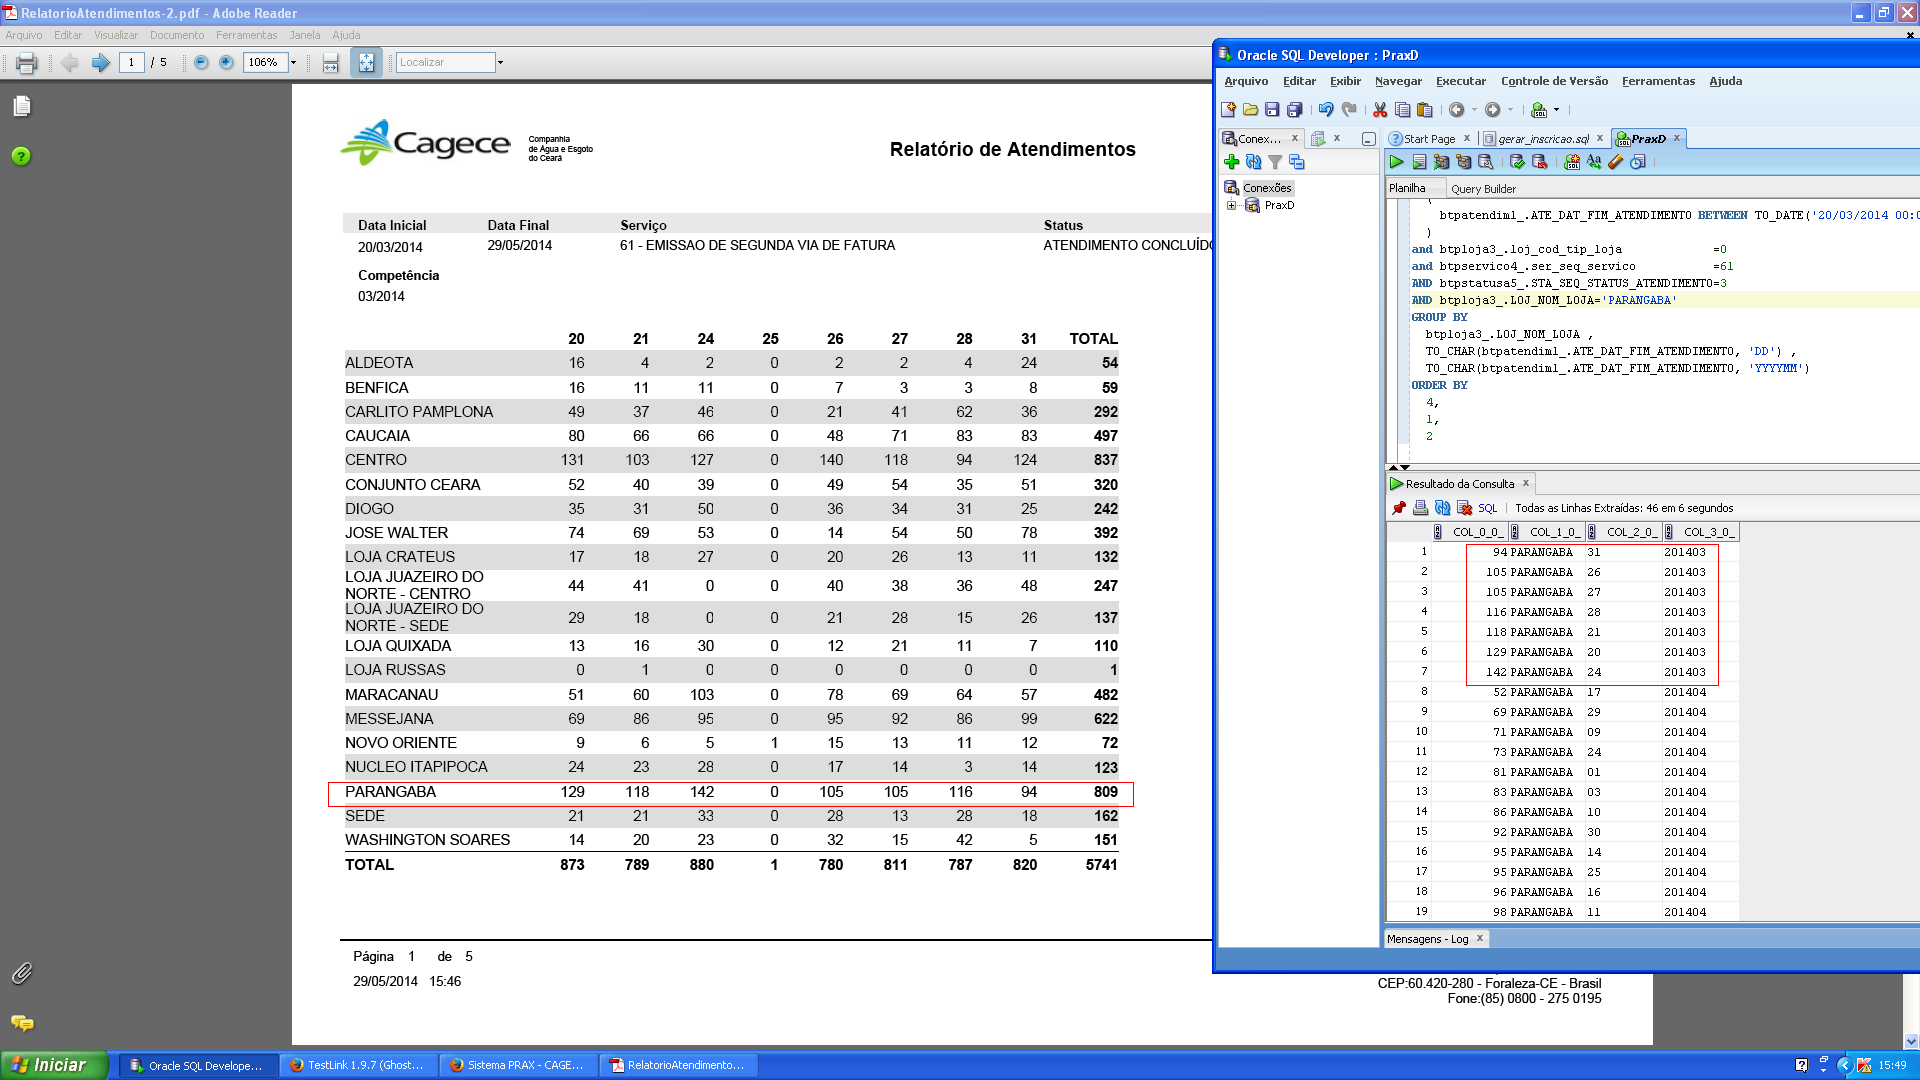 RelatorioAtendimentos-2.pdf - Adobe Reader
Arquivo Editar Visualizar Documento Ferramentas Janela Ajuda
1 / 5 106% Localizar
Cagece
Companhia
de Água e Esgoto
do Ceará
Relatório de Atendimentos
Data Inicial Data Final Serviço Status
20/03/2014 29/05/2014 61 - EMISSAO DE SEGUNDA VIA DE FATURA ATENDIMENTO CONCLUÍDO
Competência
03/2014
20 21 24 25 26 27 28 31 TOTAL
ALDEOTA 16 4 2 0 2 2 4 24 54
BENFICA 16 11 11 0 7 3 3 8 59
CARLITO PAMPLONA 49 37 46 0 21 41 62 36 292
CAUCAIA 80 66 66 0 48 71 83 83 497
CENTRO 131 103 127 0 140 118 94 124 837
CONJUNTO CEARA 52 40 39 0 49 54 35 51 320
DIOGO 35 31 50 0 36 34 31 25 242
JOSE WALTER 74 69 53 0 14 54 50 78 392
LOJA CRATEUS 17 18 27 0 20 26 13 11 132
LOJA JUAZEIRO DO
NORTE - CENTRO 44 41 0 0 40 38 36 48 247
LOJA JUAZEIRO DO
NORTE - SEDE 29 18 0 0 21 28 15 26 137
LOJA QUIXADA 13 16 30 0 12 21 11 7 110
LOJA RUSSAS 0 1 0 0 0 0 0 0 1
MARACANAU 51 60 103 0 78 69 64 57 482
MESSEJANA 69 86 95 0 95 92 86 99 622
NOVO ORIENTE 9 6 5 1 15 13 11 12 72
NUCLEO ITAPIPOCA 24 23 28 0 17 14 3 14 123
PARANGABA 129 118 142 0 105 105 116 94 809
SEDE 21 21 33 0 28 13 28 18 162
WASHINGTON SOARES 14 20 23 0 32 15 42 5 151
TOTAL 873 789 880 1 780 811 787 820 5741
Página 1 de 5
29/05/2014 15:46
CEP:60.420-280 - Foraleza-CE - Brasil
Fone:(85) 0800 - 275 0195
Oracle SQL Developer : PraxD
Arquivo Editar Exibir Navegar Executar Controle de Versão Ferramentas Ajuda
Conex...
Start Page gerar_inscricao.sql PraxD
Conexões
PraxD
Planilha Query Builder
(
btpatendim1_.ATE_DAT_FIM_ATENDIMENTO BETWEEN TO_DATE('20/03/2014 00:0
)
and btploja3_.loj_cod_tip_loja =0
and btpservico4_.ser_seq_servico =61
AND btpstatusa5_.STA_SEQ_STATUS_ATENDIMENTO=3
AND btploja3_.LOJ_NOM_LOJA='PARANGABA'
GROUP BY
btploja3_.LOJ_NOM_LOJA ,
TO_CHAR(btpatendim1_.ATE_DAT_FIM_ATENDIMENTO, 'DD') ,
TO_CHAR(btpatendim1_.ATE_DAT_FIM_ATENDIMENTO, 'YYYYMM')
ORDER BY
4,
1,
2
Resultado da Consulta
SQL Todas as Linhas Extraídas: 46 em 6 segundos
COL_0_0_ COL_1_0_ COL_2_0_ COL_3_0_
1 94 PARANGABA 31 201403
2 105 PARANGABA 26 201403
3 105 PARANGABA 27 201403
4 116 PARANGABA 28 201403
5 118 PARANGABA 21 201403
6 129 PARANGABA 20 201403
7 142 PARANGABA 24 201403
8 52 PARANGABA 17 201404
9 69 PARANGABA 29 201404
10 71 PARANGABA 09 201404
11 73 PARANGABA 24 201404
12 81 PARANGABA 01 201404
13 83 PARANGABA 03 201404
14 86 PARANGABA 10 201404
15 92 PARANGABA 30 201404
16 95 PARANGABA 14 201404
17 95 PARANGABA 25 201404
18 96 PARANGABA 16 201404
19 98 PARANGABA 11 201404
Mensagens - Log
Iniciar
Oracle SQL Develope...
TestLink 1.9.7 (Ghost...
Sistema PRAX - CAGE...
RelatorioAtendimento...
15:49